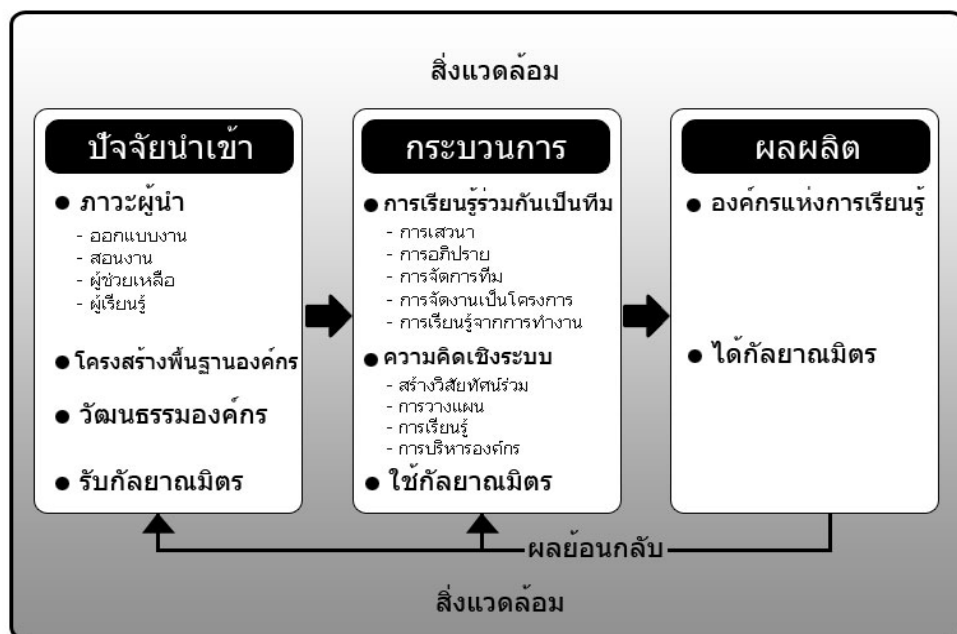 สิ่งแวดล้อม
ปัจจัยนำเข้า
● ภาวะผู้นำ
- ออกแบบงาน
- สอนงาน
- ผู้ช่วยเหลือ
- ผู้เรียนรู้
● โครงสร้างพื้นฐานองค์กร
● วัฒนธรรมองค์กร
● รับกัลยาณมิตร
กระบวนการ
● การเรียนรู้ร่วมกันเป็นทีม
- การเสวนา
- การอภิปราย
- การจัดการทีม
- การจัดงานเป็นโครงการ
- การเรียนรู้จากการทำงาน
● ความคิดเชิงระบบ
- สร้างวิสัยทัศน์ร่วม
- การวางแผน
- การเรียนรู้
- การบริหารองค์กร
● ใช้กัลยาณมิตร
ผลผลิต
● องค์กรแห่งการเรียนรู้
● ได้กัลยาณมิตร
ผลย้อนกลับ
สิ่งแวดล้อม